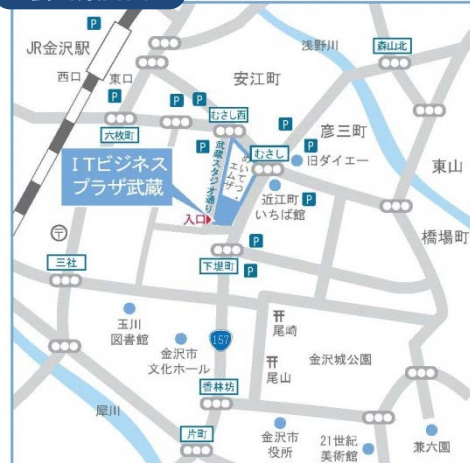 P
JR金沢駅
西口
東口
浅野川
森山北
安江町
P
P
P
P
六枚町
むさし西
彦三町
P
東山
P
武蔵スタジオ通り
めいてつ・
エムザ
むさし
P
旧ダイエー
ITビジネス
プラザ武蔵
近江町
いちば館
P
橋場町
入口
〒
三社
下堤町
P
P
玉川
図書館
金沢市
文化ホール
157
尾崎
尾山
金沢城公園
香林坊
犀川
片町
金沢市
役所
21世紀
美術館
兼六園